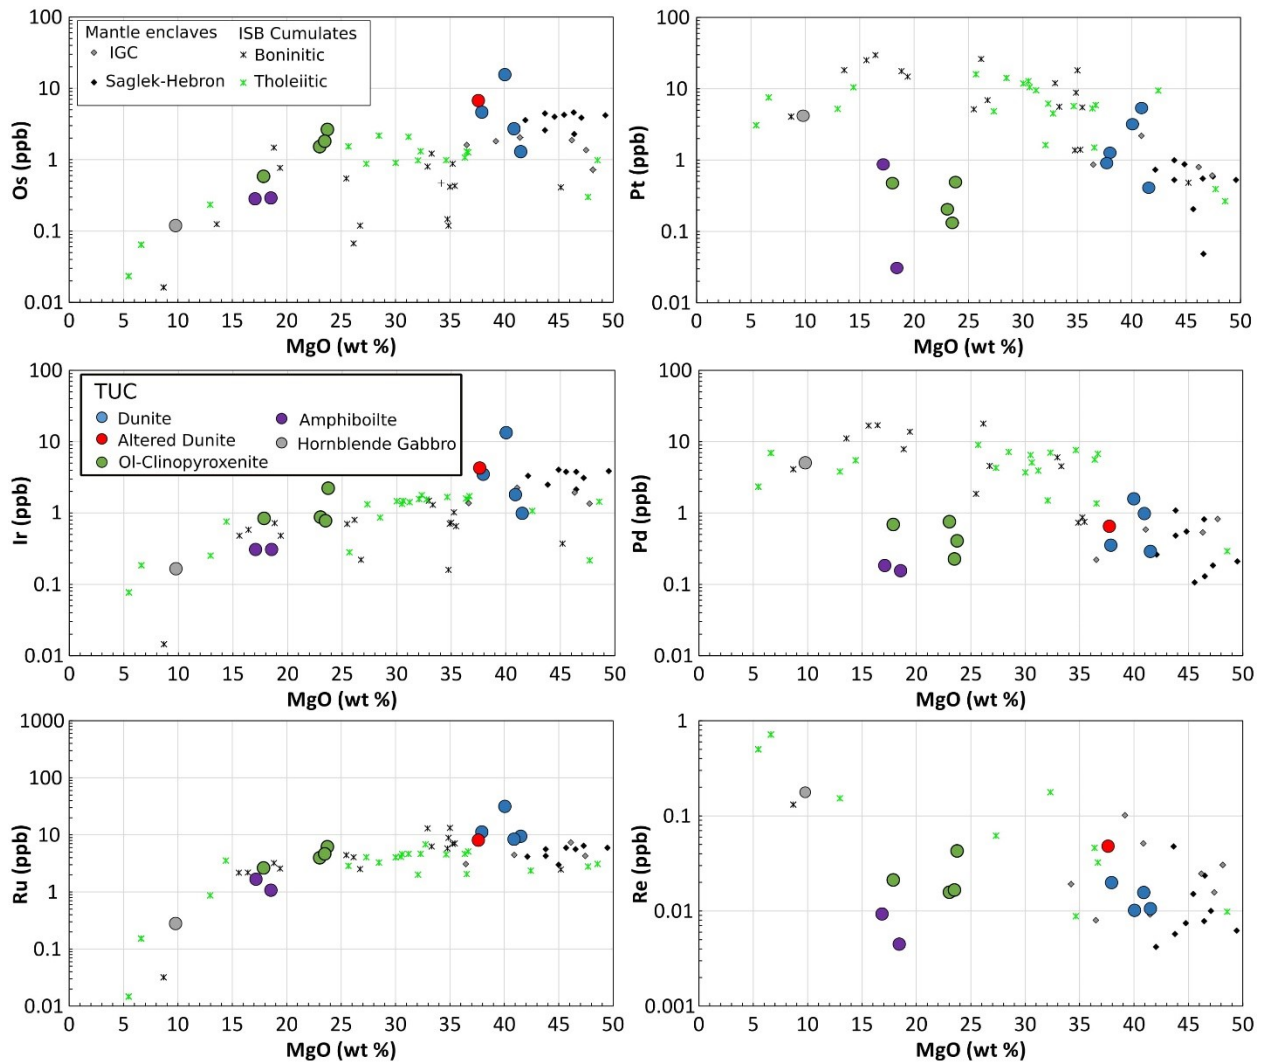 100
10
1
0.1
0.01
Os (ppb)
Mantle enclaves
ISB Cumulates
IGC
Boninitic
Saglek-Hebron
Tholeiitic
0 5 10 15 20 25 30 35 40 45 50
MgO (wt %)
100
10
1
0.1
0.01
Pt (ppb)
0 5 10 15 20 25 30 35 40 45 50
MgO (wt %)
100
10
1
0.1
0.01
Ir (ppb)
TUC
Dunite
Amphiboilte
Altered Dunite
Hornblende Gabbro
Ol-Clinopyroxenite
0 5 10 15 20 25 30 35 40 45 50
MgO (wt %)
100
10
1
0.1
0.01
Pd (ppb)
0 5 10 15 20 25 30 35 40 45 50
MgO (wt %)
1000
100
10
1
0.1
0.01
Ru (ppb)
0 5 10 15 20 25 30 35 40 45 50
MgO (wt %)
1
0.1
0.01
0.001
Re (ppb)
0 5 10 15 20 25 30 35 40 45 50
MgO (wt %)